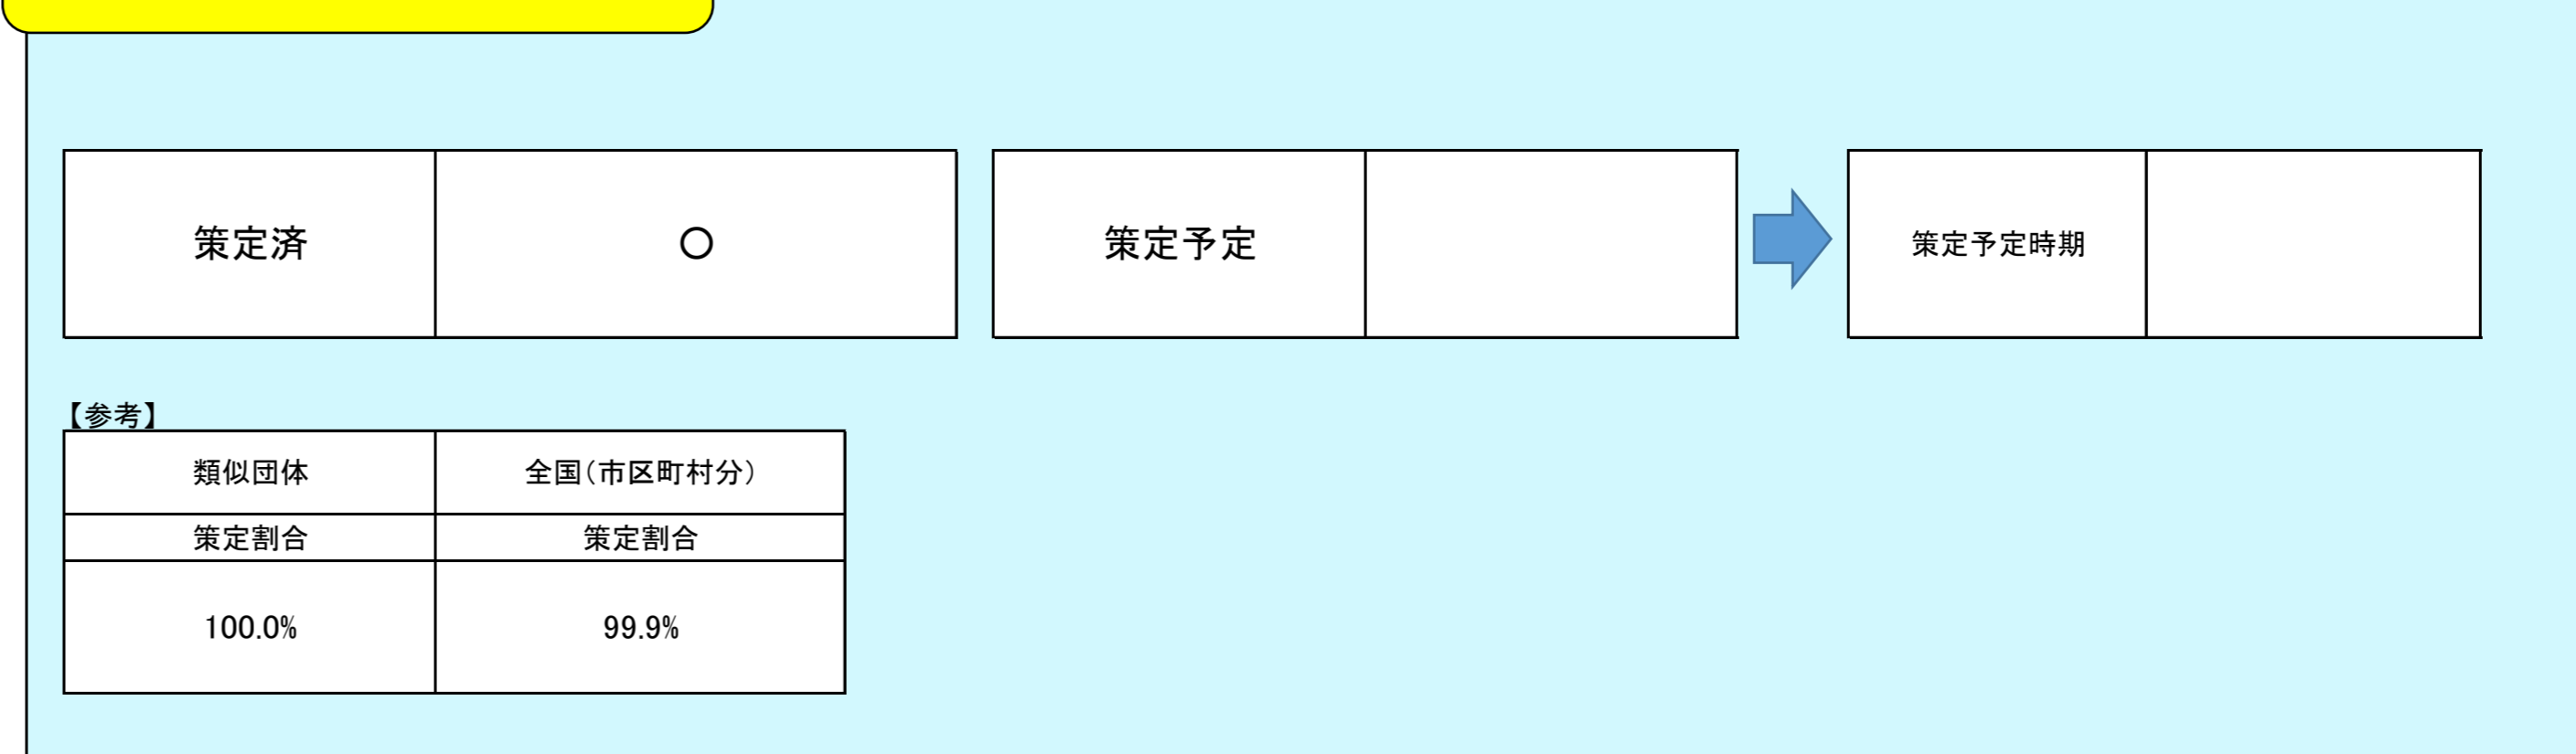 策定済 ○ 策定予定 策定予定時期
【参考】
類似団体 全国（市区町村分）
策定割合 策定割合
100.0% 99.9%